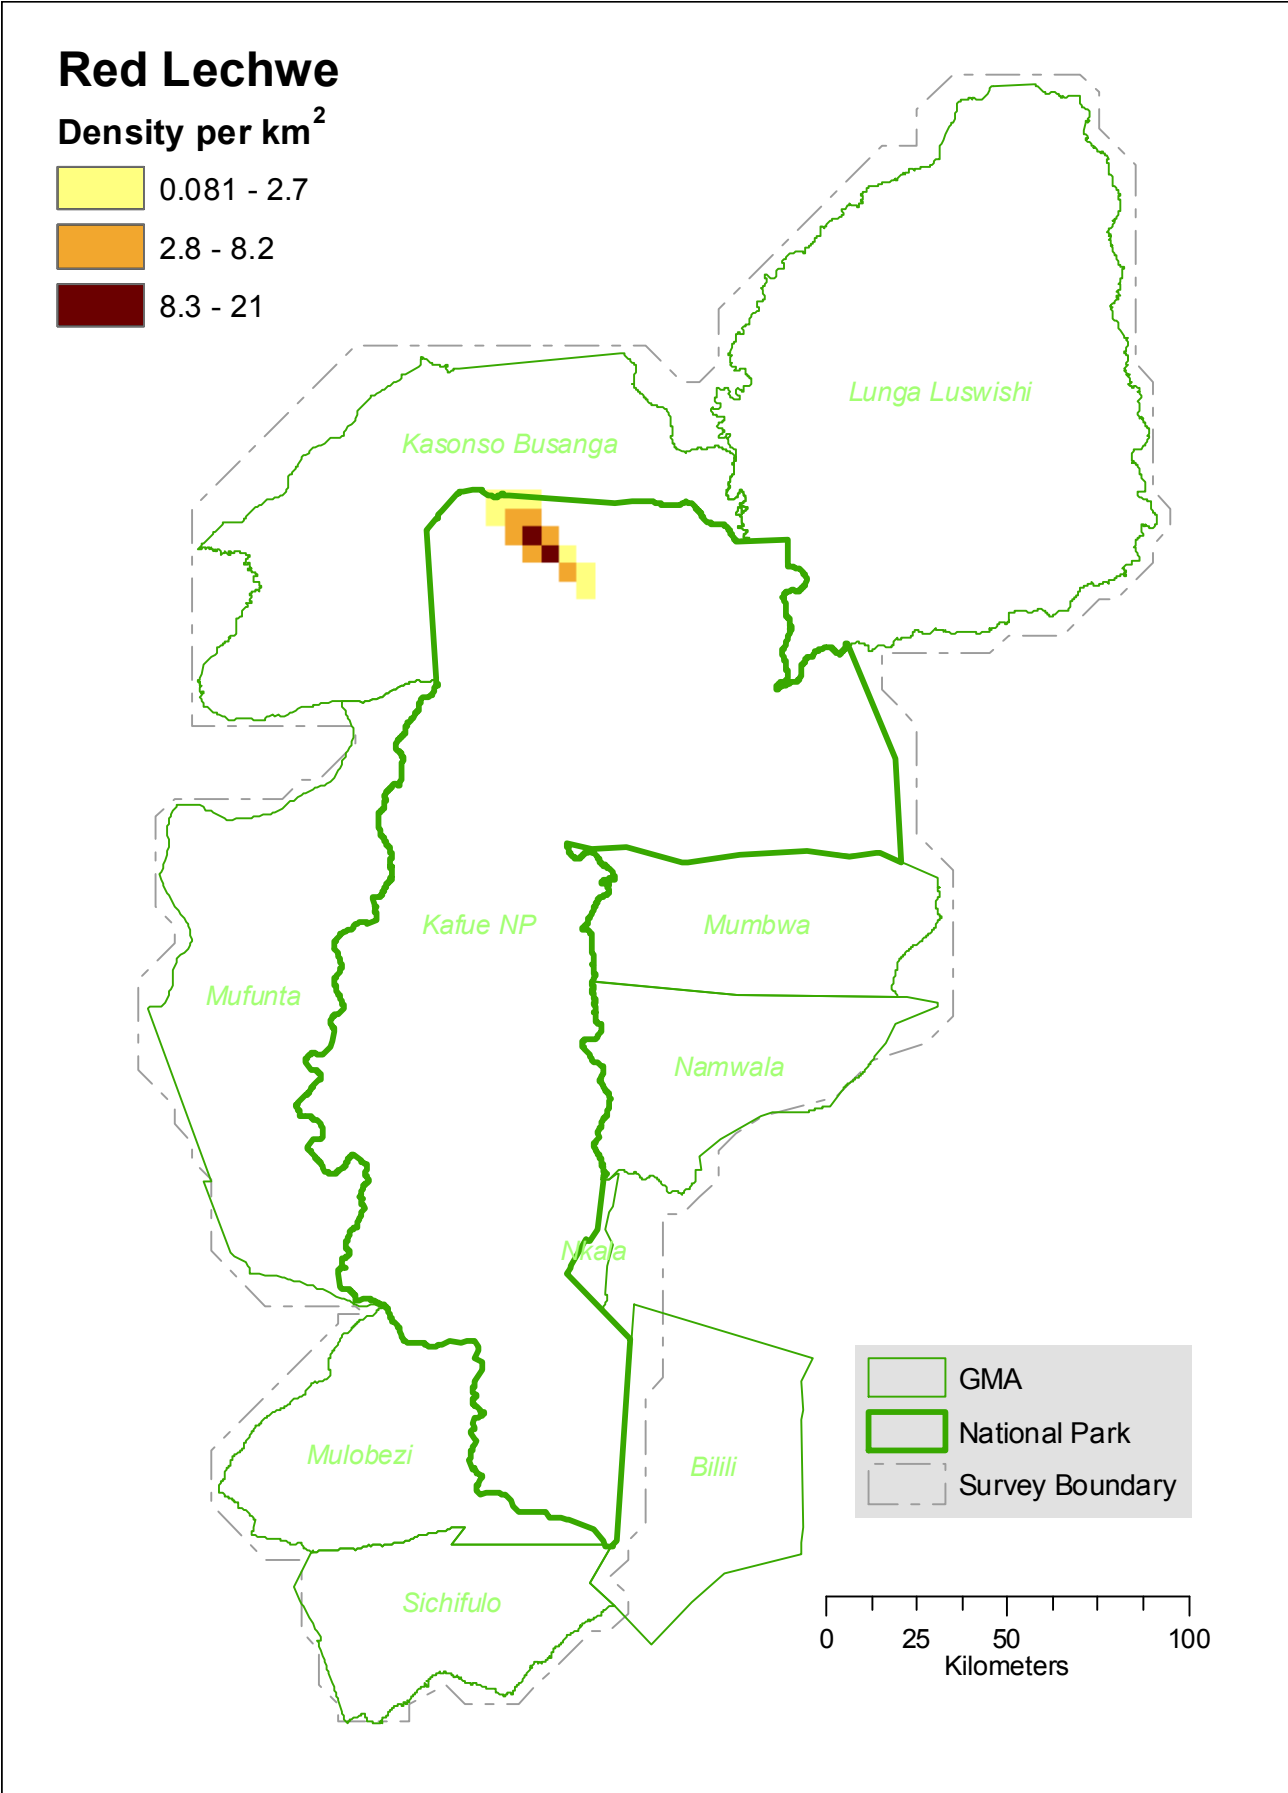 Red Lechwe
Density per km²
0.081 - 2.7
2.8 - 8.2
8.3 - 21
Lunga Luswishi
Kasonso Busanga
Kafue NP
Mumbwa
Mufunta
Namwala
Nkala
Mulobezi
Bilili
Sichifulo
GMA
National Park
Survey Boundary
0 25 50 100
Kilometers